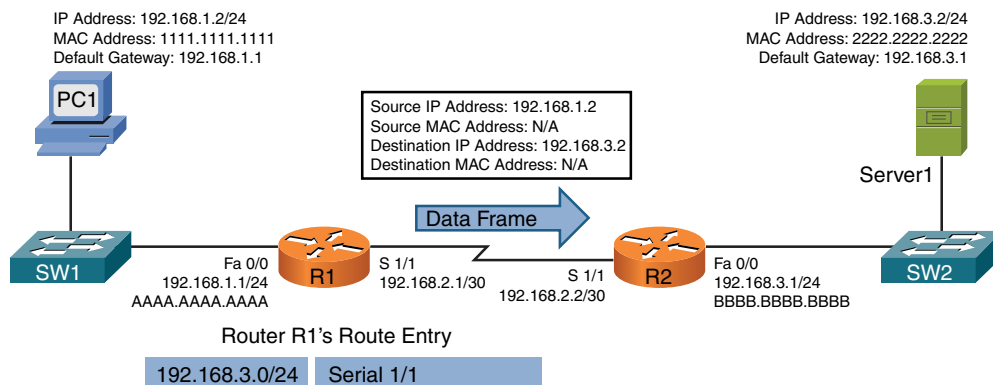 IP Address: 192.168.1.2/24
MAC Address: 1111.1111.1111
Default Gateway: 192.168.1.1
PC1
IP Address: 192.168.3.2/24
MAC Address: 2222.2222.2222
Default Gateway: 192.168.3.1
Server1
Source IP Address: 192.168.1.2
Source MAC Address: N/A
Destination IP Address: 192.168.3.2
Destination MAC Address: N/A
Data Frame
SW1
Fa 0/0
192.168.1.1/24
AAAA.AAAA.AAAA
R1
S 1/1
192.168.2.1/30
S 1/1
192.168.2.2/30
R2
Fa 0/0
192.168.3.1/24
BBBB.BBBB.BBBB
SW2
Router R1's Route Entry
192.168.3.0/24 Serial 1/1